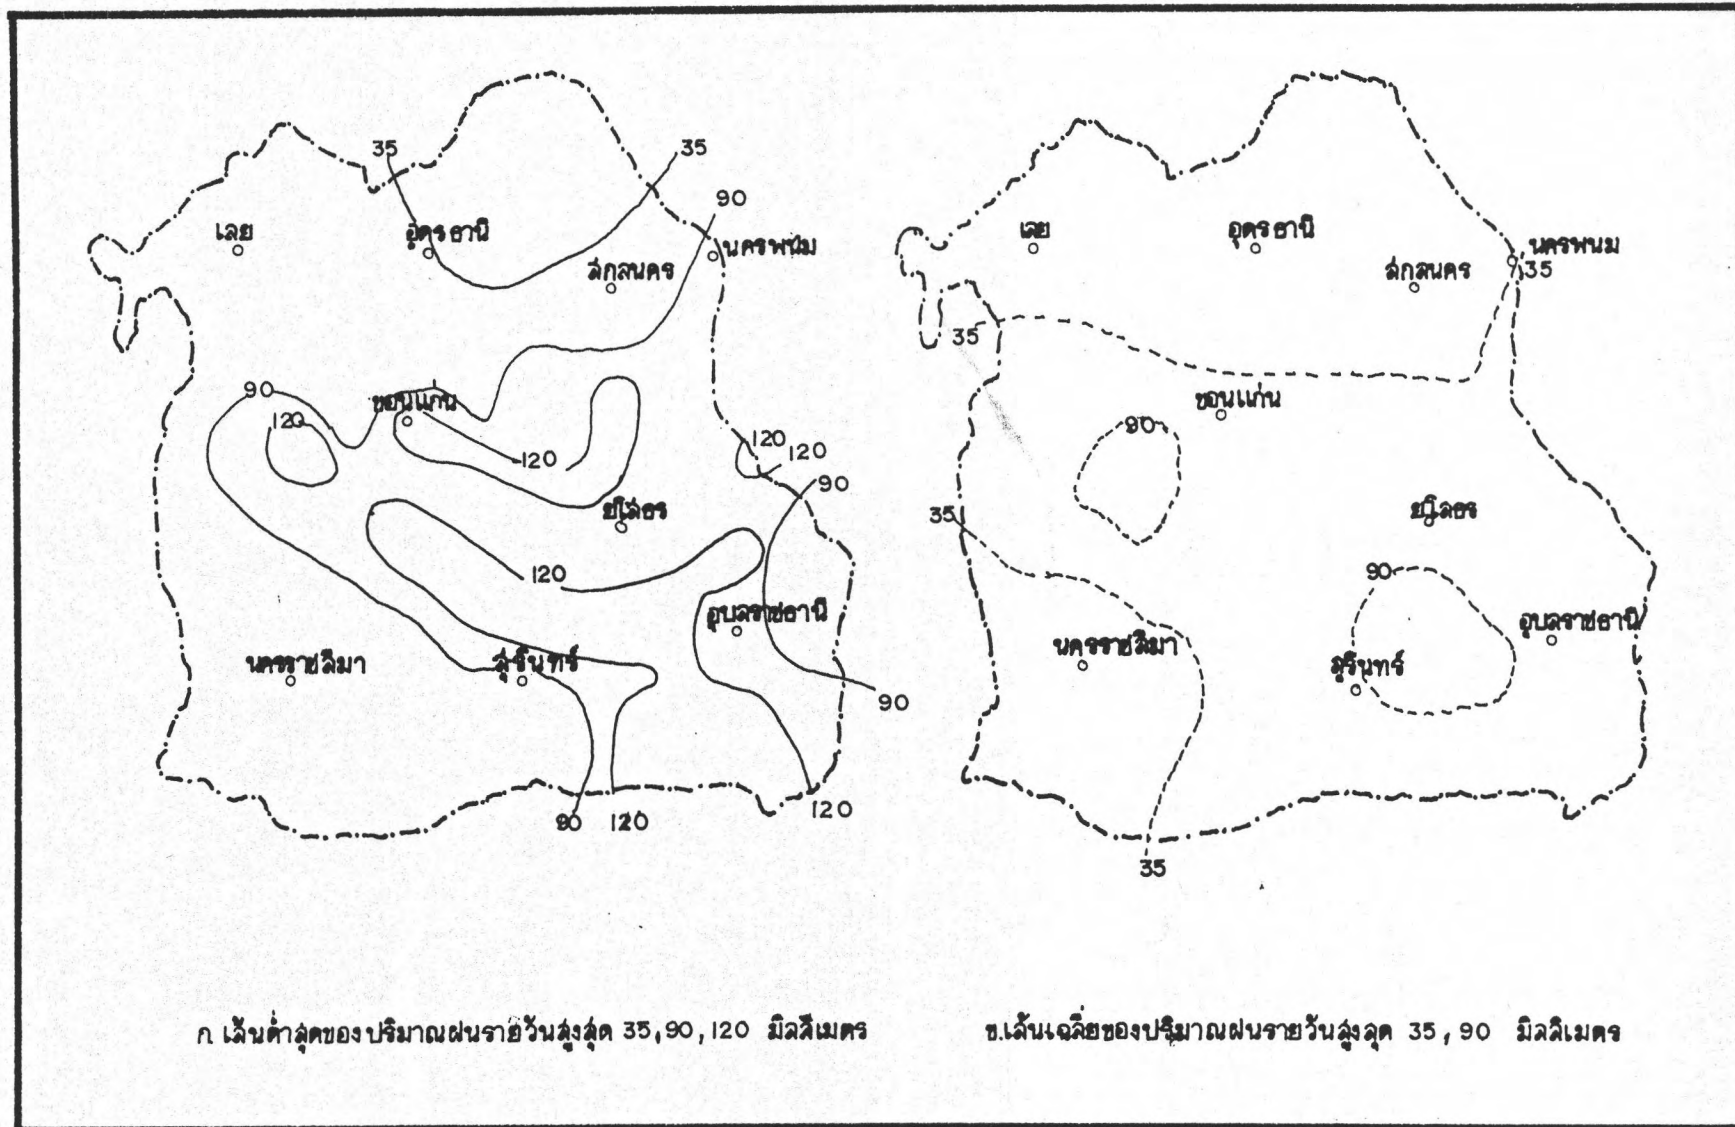 35
35
90
เลย
อุดรธานี
นครพนม
สกลนคร
90
ขอนแก่น
120
120
120
120
90
ยโสธร
120
อุบลราชธานี
นครราชสีมา
สุรินทร์
90
90
120
120
ก. เส้นต่ำสุดของปริมาณฝนรายวันสูงสุด 35,90,120 มิลลิเมตร
เลย
อุดรธานี
นครพนม
35
สกลนคร
35
ขอนแก่น
90
35
ยโสธร
90
อุบลราชธานี
นครราชสีมา
สุรินทร์
35
ข.เส้นเฉลี่ยของปริมาณฝนรายวันสูงสุด 35,90 มิลลิเมตร